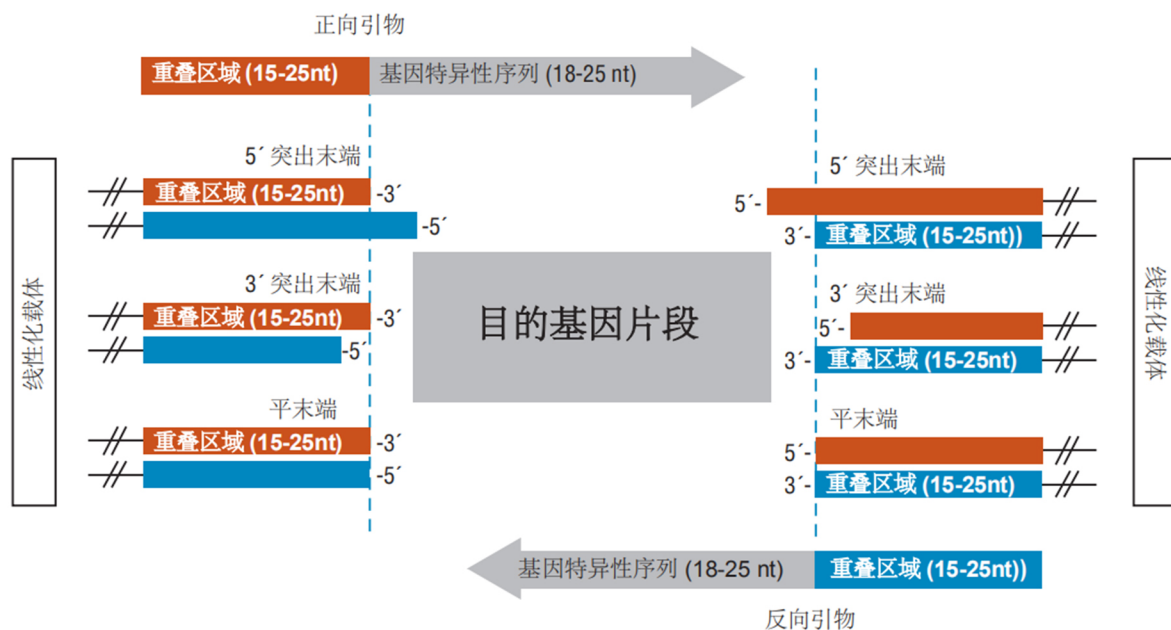 正向引物
重叠区域 (15-25nt) 基因特异性序列 (18-25 nt)
5´ 突出末端
重叠区域 (15-25nt) -3´
-5´
3´ 突出末端
重叠区域 (15-25nt) -3´
-5´
平末端
重叠区域 (15-25nt) -3´
-5´
线性化载体
目的基因片段
5´ 突出末端
5´-
3´- 重叠区域 (15-25nt))
3´ 突出末端
5´-
3´- 重叠区域 (15-25nt))
平末端
5´-
3´- 重叠区域 (15-25nt)
线性化载体
基因特异性序列 (18-25 nt) 重叠区域 (15-25nt))
反向引物